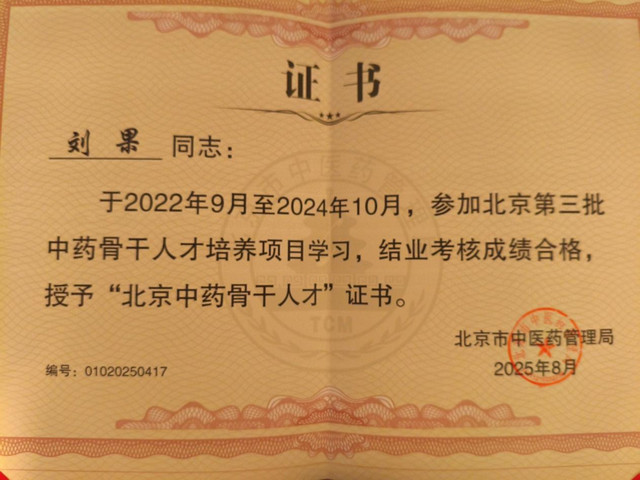 证书
刘果 同志：
于2022年9月至2024年10月，参加北京第三批
中药骨干人才培养项目学习，结业考核成绩合格，
授予“北京中药骨干人才”证书。
TCM
北京市中医药管理局
2025年8月
编号：01020250417